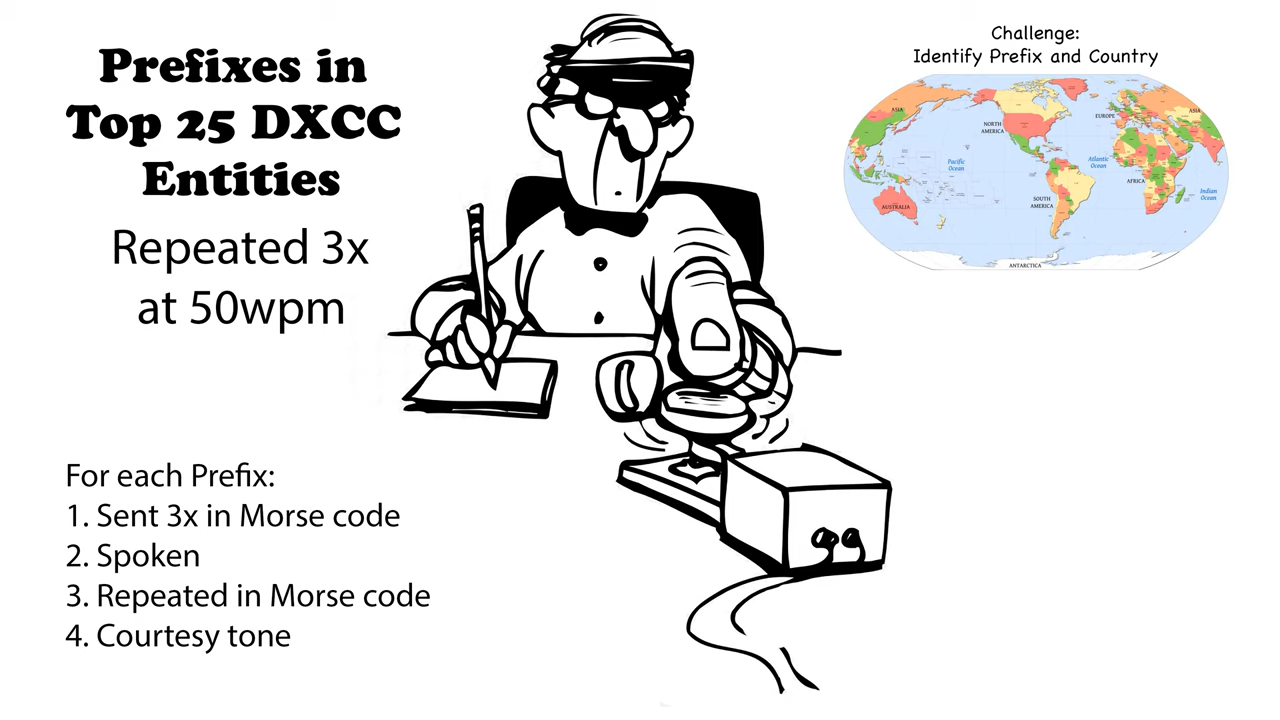 Prefixes in
Top 25 DXCC
Entities
Repeated 3x
at 50wpm
For each Prefix:
1. Sent 3x in Morse code
2. Spoken
3. Repeated in Morse code
4. Courtesy tone
Challenge:
Identify Prefix and Country
ASIA
NORTH
AMERICA
EUROPE
ASIA
Pacific
Ocean
Atlantic
Ocean
AFRICA
SOUTH
AMERICA
Indian
Ocean
AUSTRALIA
ANTARCTICA